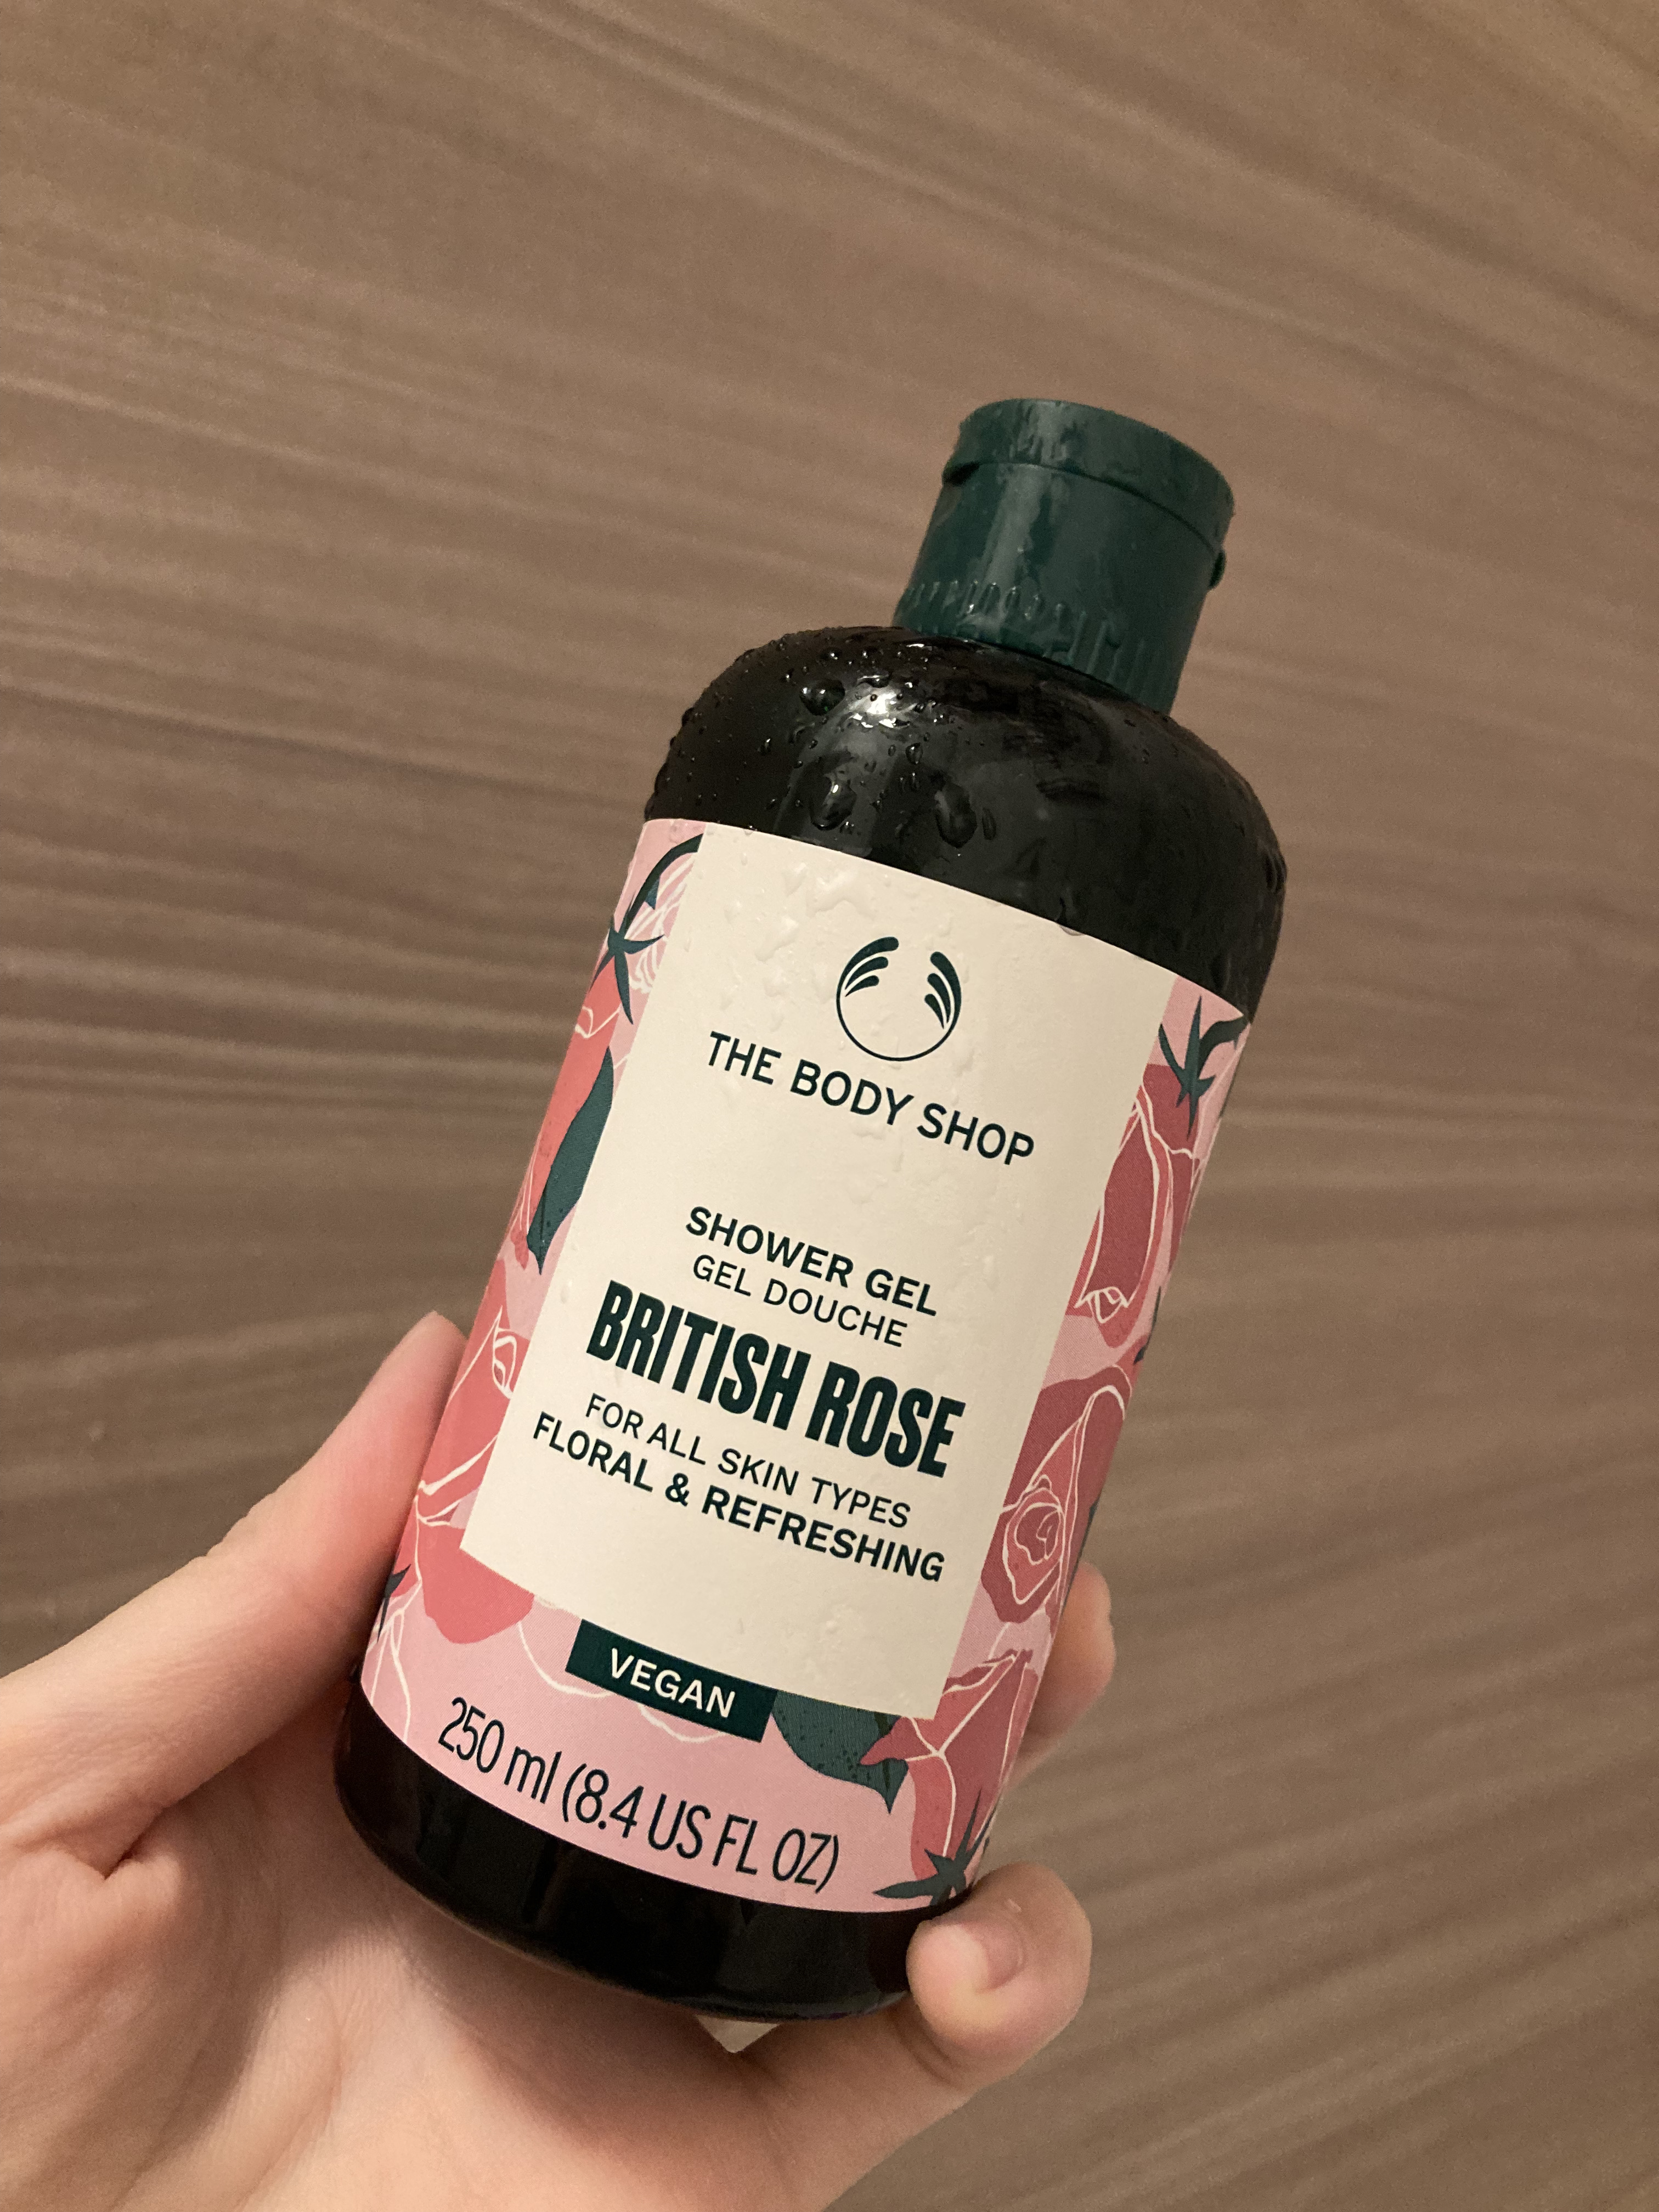 THE BODY SHOP
SHOWER GEL
GEL DOUCHE
BRITISH ROSE
FOR ALL SKIN TYPES
FLORAL & REFRESHING
VEGAN
250 ml (8.4 US FL OZ)